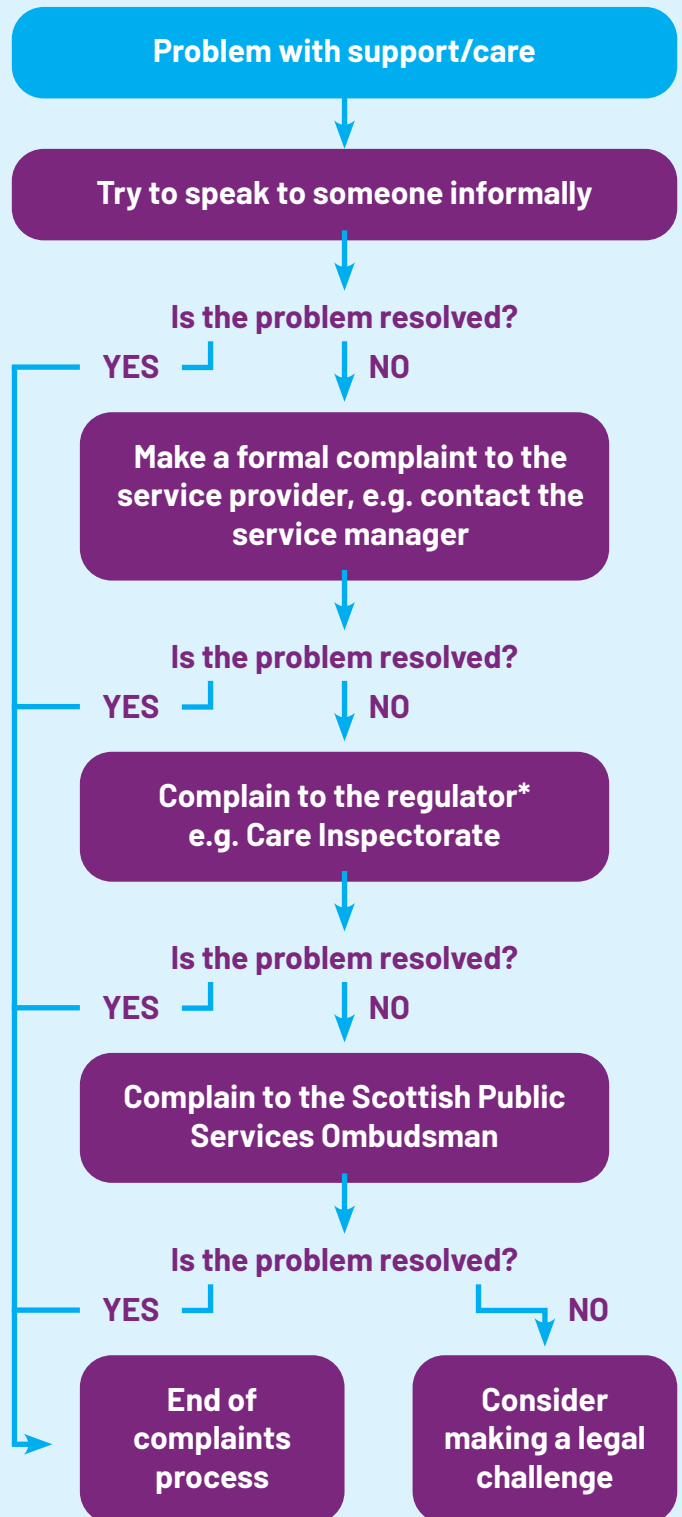 Problem with support/care
Try to speak to someone informally
Is the problem resolved?
YES
NO
Make a formal complaint to the
service provider, e.g. contact the
service manager
Is the problem resolved?
YES
NO
Complain to the regulator*
e.g. Care Inspectorate
Is the problem resolved?
YES
NO
Complain to the Scottish Public
Services Ombudsman
Is the problem resolved?
YES
NO
End of
complaints
process
Consider
making a legal
challenge